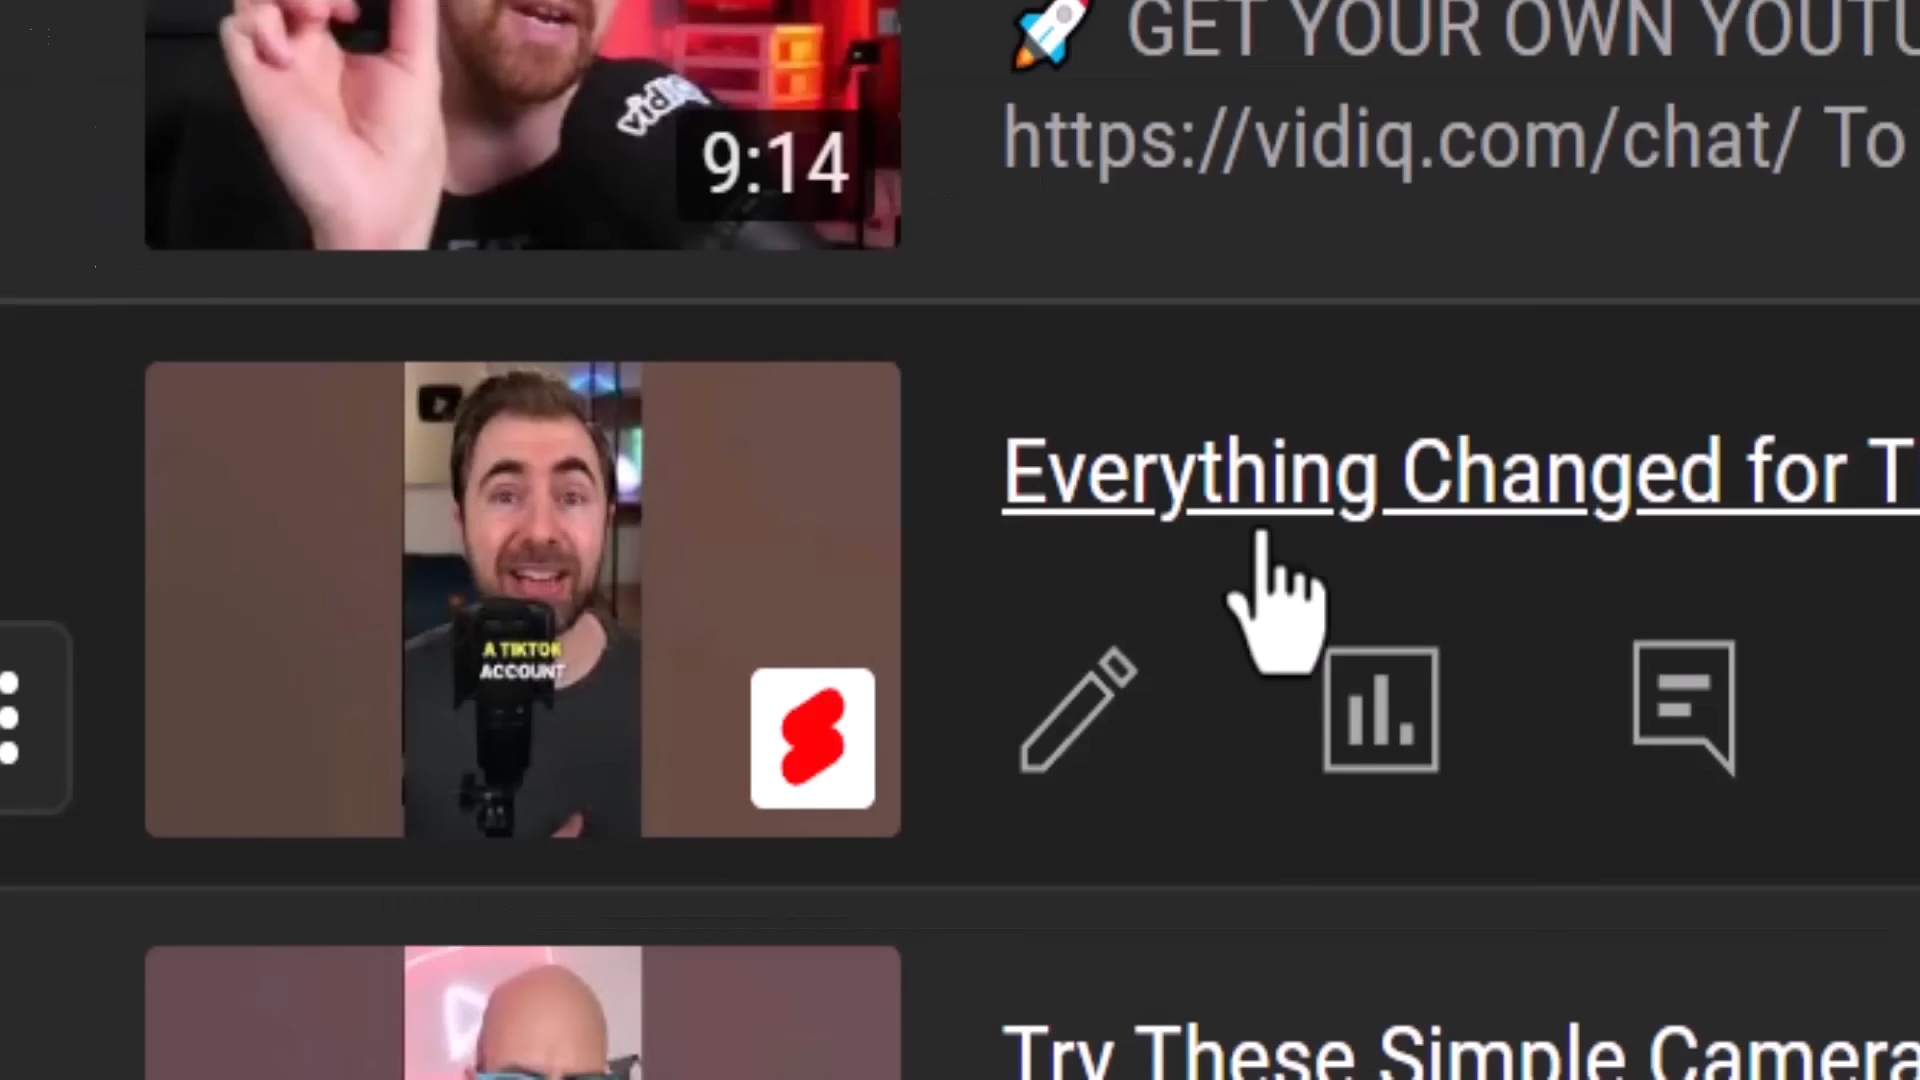 GET YOUR OWN YOUTU
https://vidiq.com/chat/ To
vidIQ
9:14
Everything Changed for T
A TIKTOK
ACCOUNT
Try These Simple Camera